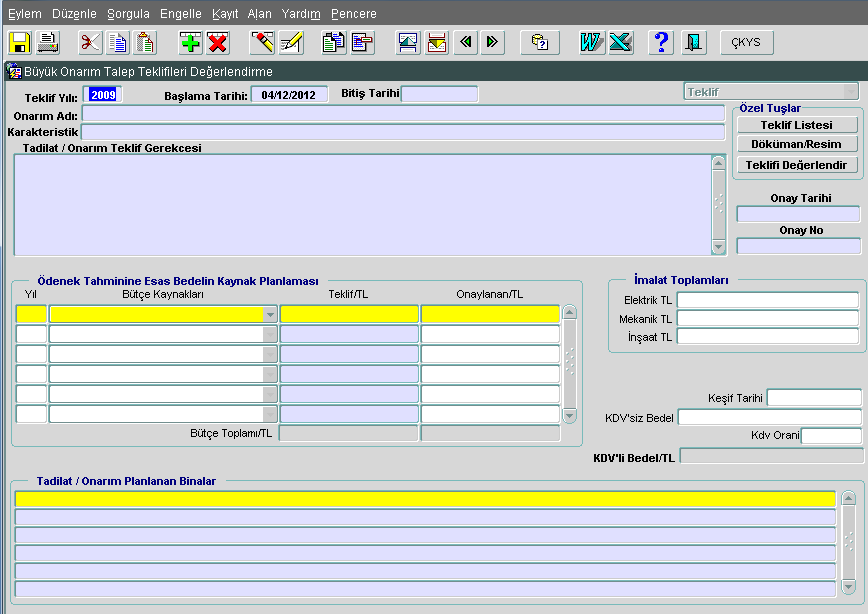 Eylem Düzenle Sorgula Engelle Kayıt Alan Yardım Pencere
ÇKYS
Büyük Onarım Talep Teklifileri Değerlendirme
Teklif Yılı: 2009 Başlama Tarihi: 04/12/2012 Bitiş Tarihi Teklif
Onarım Adı:
Karakteristik
Tadilat / Onarım Teklif Gerekcesi
Özel Tuşlar
Teklif Listesi
Döküman/Resim
Teklifi Değerlendir
Onay Tarihi
Onay No
Ödenek Tahminine Esas Bedelin Kaynak Planlaması
Yıl Bütçe Kaynakları Teklif/TL Onaylanan/TL
Bütçe Toplamı/TL
İmalat Toplamları
Elektrik TL
Mekanik TL
İnşaat TL
Keşif Tarihi
KDV'siz Bedel
Kdv Orani
KDV'li Bedel/TL
Tadilat / Onarım Planlanan Binalar